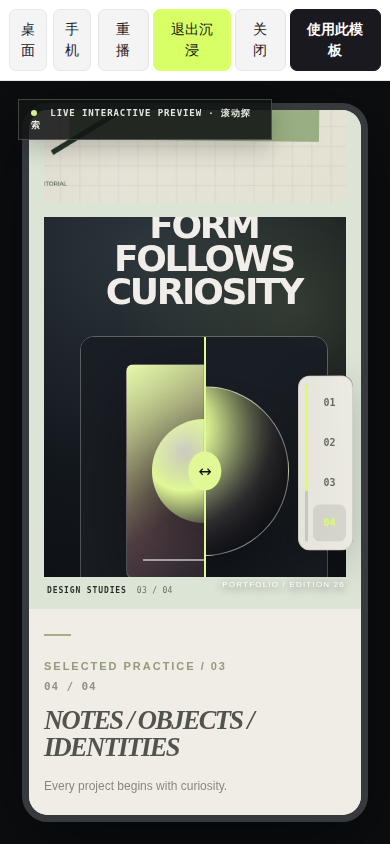 桌面
手机
重播
退出沉浸
关闭
使用此模板
LIVE INTERACTIVE PREVIEW · 滚动探索
ITORIAL
FORM
FOLLOWS
CURIOSITY
01
02
03
04
PORTFOLIO / EDITION 26
DESIGN STUDIES 03 / 04
SELECTED PRACTICE / 03
04 / 04
NOTES / OBJECTS /
IDENTITIES
Every project begins with curiosity.